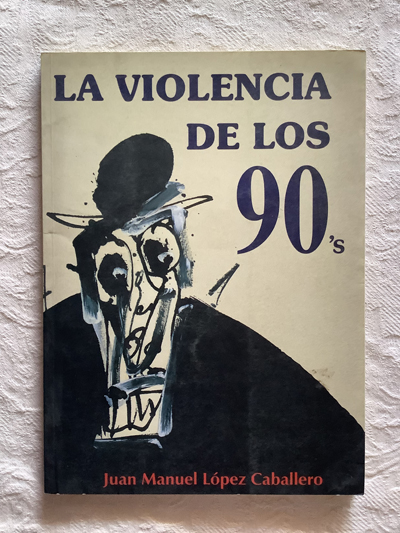 LA VIOLENCIA
DE LOS
90's
Juan Manuel López Caballero